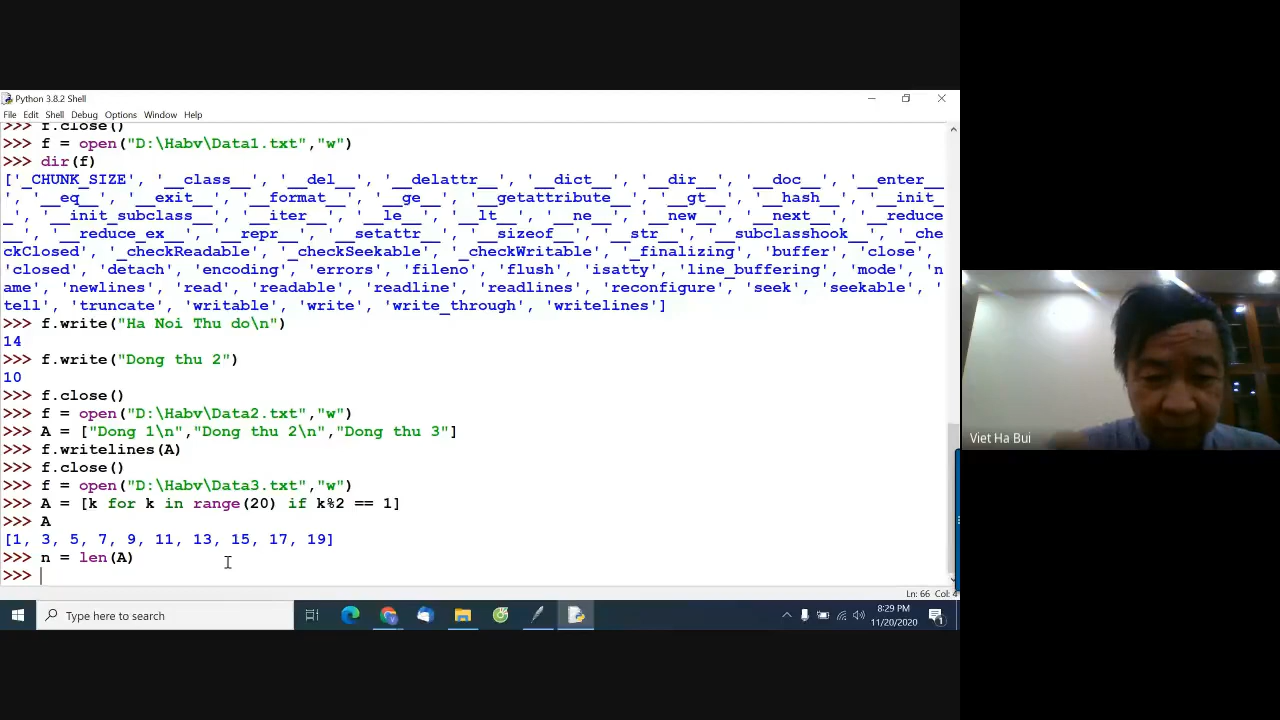 Python 3.8.2 Shell
File Edit Shell Debug Options Window Help
>>> f.close()
>>> f = open("D:\Habv\Data1.txt","w")
>>> dir(f)
['_CHUNK_SIZE', '__class__', '__del__', '__delattr__', '__dict__', '__dir__', '__doc__', '__enter__
', '__eq__', '__exit__', '__format__', '__ge__', '__getattribute__', '__gt__', '__hash__', '__init_
_', '__init_subclass__', '__iter__', '__le__', '__lt__', '__ne__', '__new__', '__next__', '__reduce
__', '__reduce_ex__', '__repr__', '__setattr__', '__sizeof__', '__str__', '__subclasshook__', '_che
ckClosed', '_checkReadable', '_checkSeekable', '_checkWritable', '_finalizing', 'buffer', 'close',
'closed', 'detach', 'encoding', 'errors', 'fileno', 'flush', 'isatty', 'line_buffering', 'mode', 'n
ame', 'newlines', 'read', 'readable', 'readline', 'readlines', 'reconfigure', 'seek', 'seekable', '
tell', 'truncate', 'writable', 'write', 'write_through', 'writelines']
>>> f.write("Ha Noi Thu do\n")
14
>>> f.write("Dong thu 2")
10
>>> f.close()
>>> f = open("D:\Habv\Data2.txt","w")
>>> A = ["Dong 1\n","Dong thu 2\n","Dong thu 3"]
>>> f.writelines(A)
>>> f.close()
>>> f = open("D:\Habv\Data3.txt","w")
>>> A = [k for k in range(20) if k%2 == 1]
>>> A
[1, 3, 5, 7, 9, 11, 13, 15, 17, 19]
>>> n = len(A)
>>>
Ln: 66 Col: 4
Type here to search
8:29 PM
11/20/2020
1
Viet Ha Bui